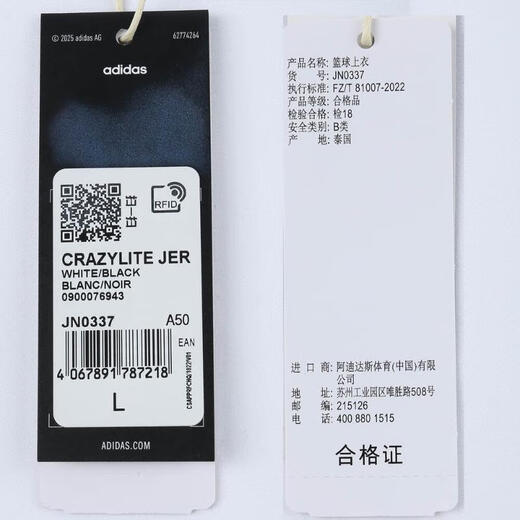 © 2025 adidas AG
62774264
adidas
RFID
CRAZYLITE JER
WHITE/BLACK
BLANC/NOIR
0900076943
JN0337
A50
EAN
4 067891 787218
L
ADIDAS.COM
产品名称: 篮球上衣
货 号: JN0337
执行标准: FZ/T 81007-2022
产品等级: 合格品
检验合格: 检18
安全类别: B类
产 地: 泰国
进 口 商: 阿迪达斯体育(中国)有限
公司
地 址: 苏州工业园区唯胜路508号
邮 编: 215126
电 话: 400 880 1515
合格证